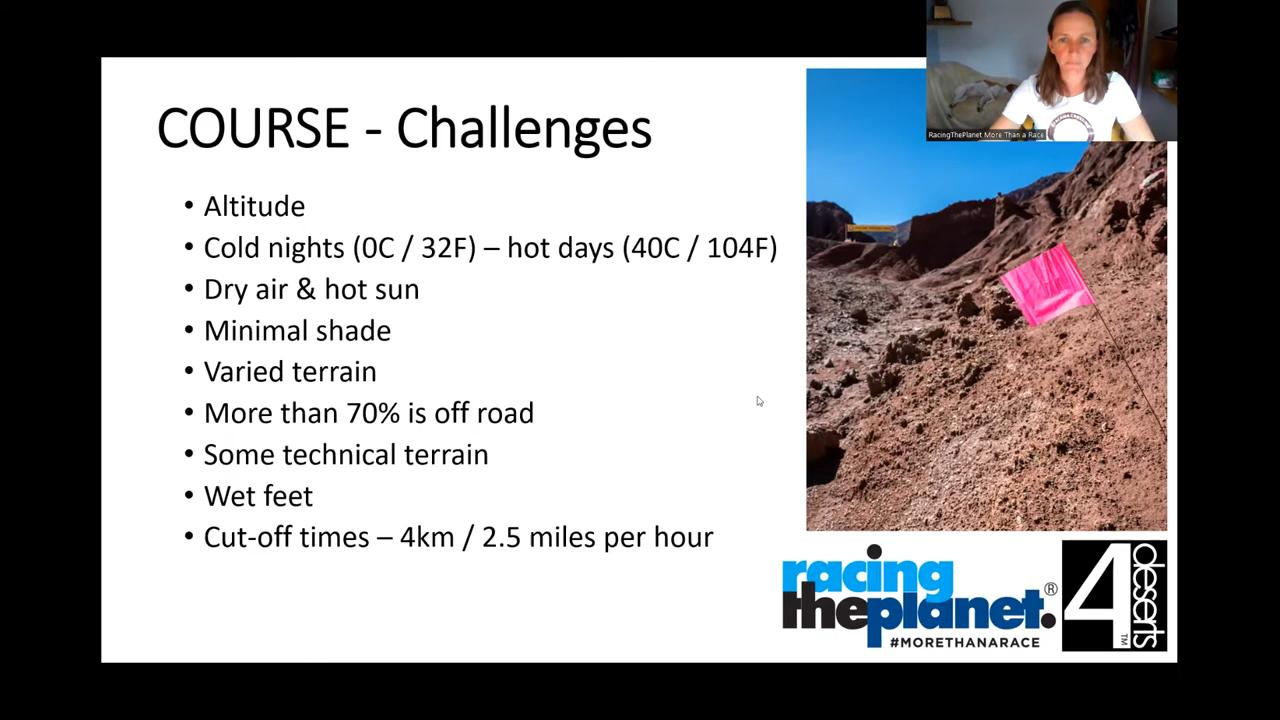 RacingThePlanet More Than a Race
COURSE - Challenges
• Altitude
• Cold nights (0C / 32F) – hot days (40C / 104F)
• Dry air & hot sun
• Minimal shade
• Varied terrain
• More than 70% is off road
• Some technical terrain
• Wet feet
• Cut-off times – 4km / 2.5 miles per hour
racing
theplanet.®
#MORETHANARACE
4
deserts
TM